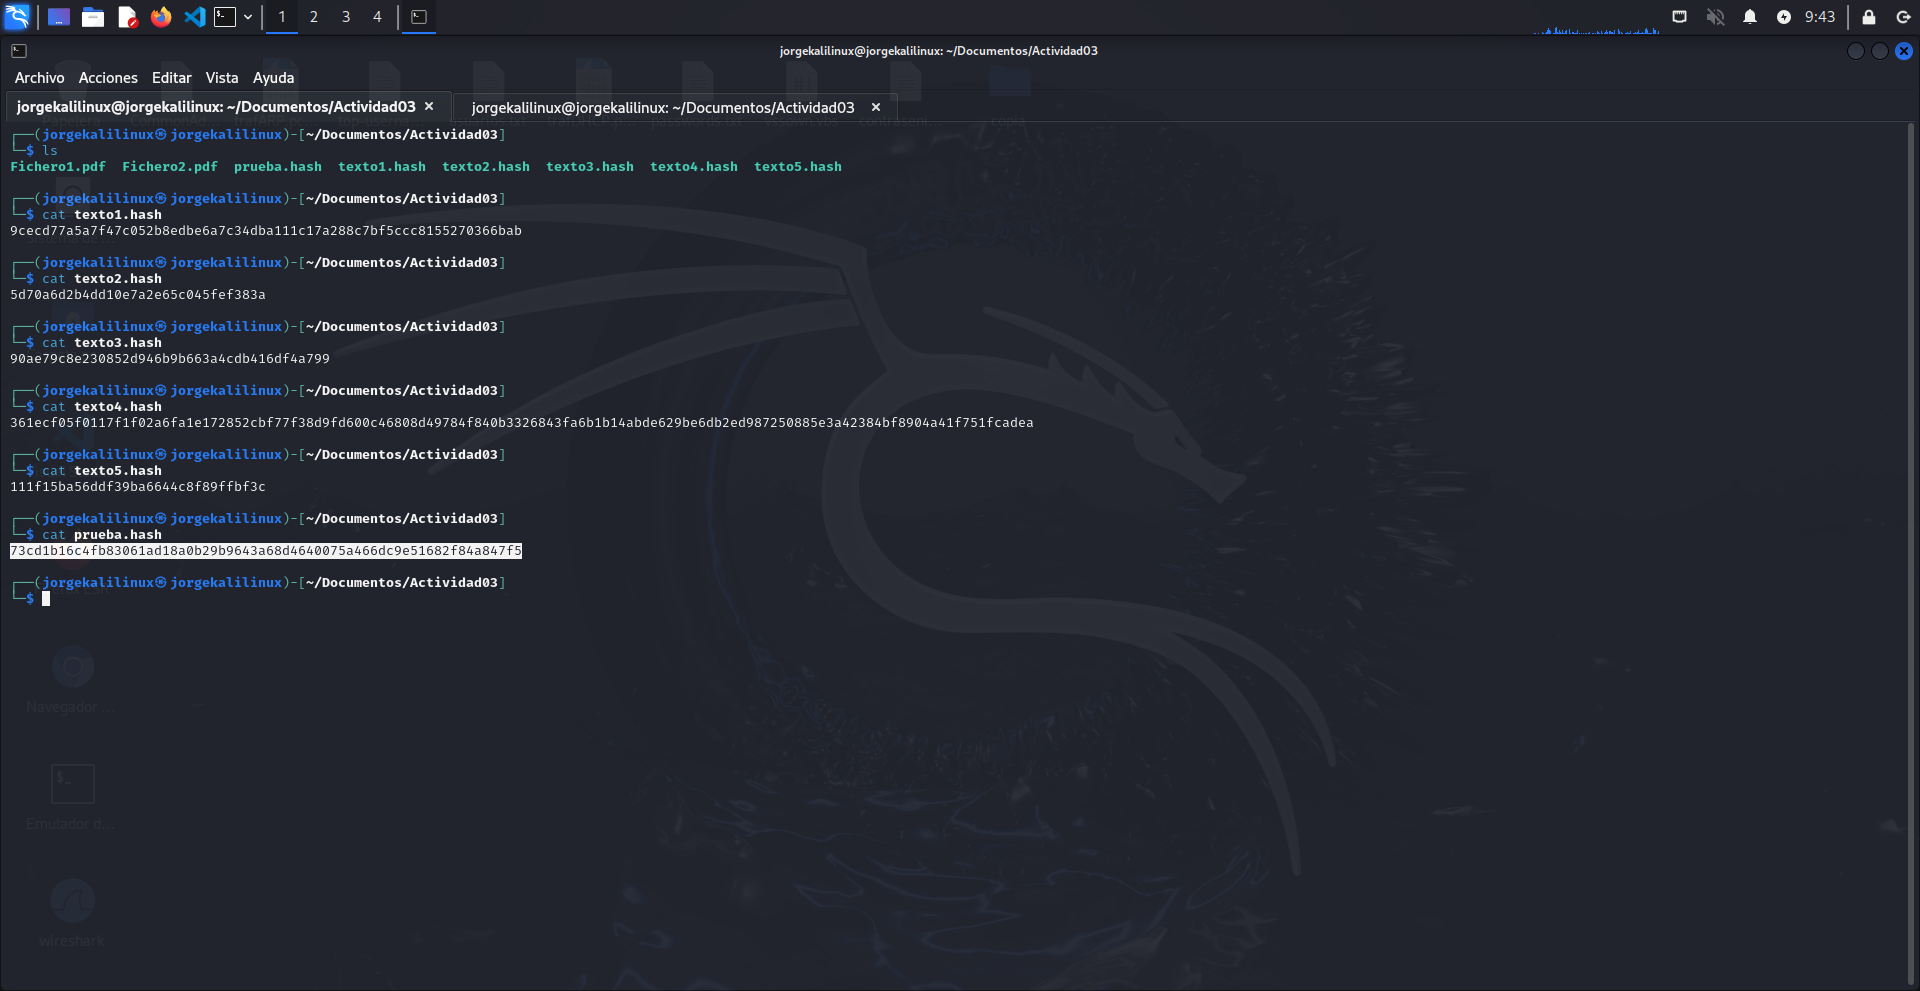 1 2 3 4 9:43
jorgekalilinux@jorgekalilinux: ~/Documentos/Actividad03
Archivo Acciones Editar Vista Ayuda
jorgekalilinux@jorgekalilinux: ~/Documentos/Actividad03 × jorgekalilinux@jorgekalilinux: ~/Documentos/Actividad03 ×
┌──(jorgekalilinux㉿jorgekalilinux)-[~/Documentos/Actividad03]
└─$ ls
Fichero1.pdf Fichero2.pdf prueba.hash texto1.hash texto2.hash texto3.hash texto4.hash texto5.hash
┌──(jorgekalilinux㉿jorgekalilinux)-[~/Documentos/Actividad03]
└─$ cat texto1.hash
9cecd77a5a7f47c052b8edbe6a7c34dba111c17a288c7bf5ccc8155270366bab
┌──(jorgekalilinux㉿jorgekalilinux)-[~/Documentos/Actividad03]
└─$ cat texto2.hash
5d70a6d2b4dd10e7a2e65c045fef383a
┌──(jorgekalilinux㉿jorgekalilinux)-[~/Documentos/Actividad03]
└─$ cat texto3.hash
90ae79c8e230852d946b9b663a4cdb416df4a799
┌──(jorgekalilinux㉿jorgekalilinux)-[~/Documentos/Actividad03]
└─$ cat texto4.hash
361ecf05f0117f1f02a6fa1e172852cbf77f38d9fd600c46808d49784f840b3326843fa6b1b14abde629be6db2ed987250885e3a42384bf8904a41f751fcadea
┌──(jorgekalilinux㉿jorgekalilinux)-[~/Documentos/Actividad03]
└─$ cat texto5.hash
111f15ba56ddf39ba6644c8f89ffbf3c
┌──(jorgekalilinux㉿jorgekalilinux)-[~/Documentos/Actividad03]
└─$ cat prueba.hash
73cd1b16c4fb83061ad18a0b29b9643a68d4640075a466dc9e51682f84a847f5
┌──(jorgekalilinux㉿jorgekalilinux)-[~/Documentos/Actividad03]
└─$
Navegador ...
Emulador d...
wireshark